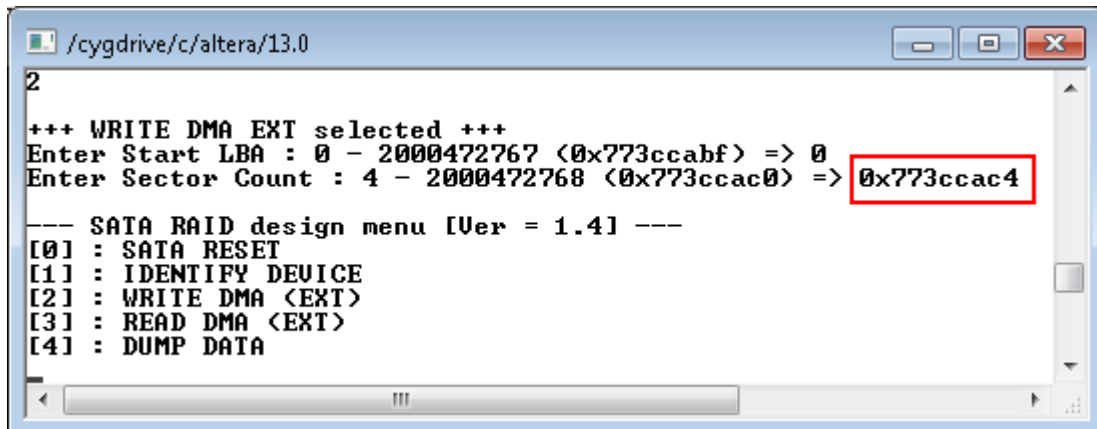 /cygdrive/c/altera/13.0
2
+++ WRITE DMA EXT selected +++
Enter Start LBA : 0 - 2000472767 (0x773ccabf) => 0
Enter Sector Count : 4 - 2000472768 (0x773ccac0) => 0x773ccac4
--- SATA RAID design menu [Ver = 1.4] ---
[0] : SATA RESET
[1] : IDENTIFY DEVICE
[2] : WRITE DMA (EXT)
[3] : READ DMA (EXT)
[4] : DUMP DATA